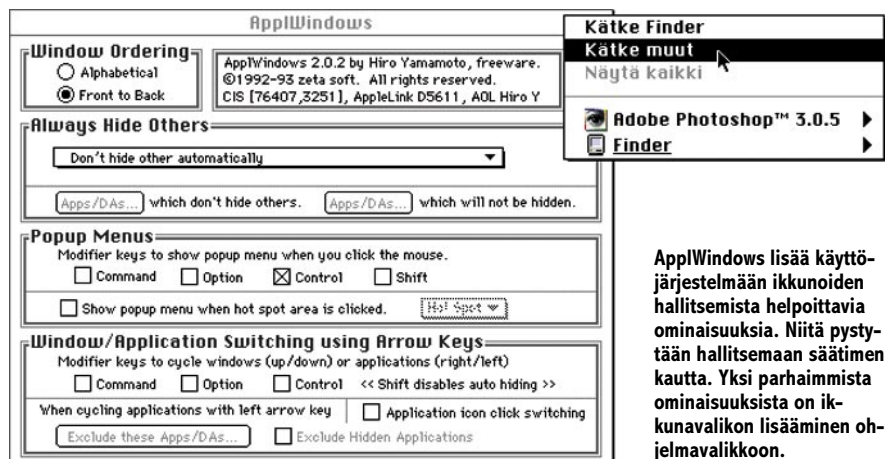 ApplWindows
Window Ordering
Alphabetical
Front to Back
ApplWindows 2.0.2 by Hiro Yamamoto, freeware.
©1992-93 zeta soft. All rights reserved.
CIS [76407,3251], AppleLink D5611, AOL Hiro Y
Always Hide Others
Don't hide other automatically
Apps/DAs... which don't hide others. Apps/DAs... which will not be hidden.
Popup Menus
Modifier keys to show popup menu when you click the mouse.
Command Option Control Shift
Show popup menu when hot spot area is clicked. Hot Spot
Window/Application Switching using Arrow Keys
Modifier keys to cycle windows (up/down) or applications (right/left)
Command Option Control << Shift disables auto hiding >>
When cycling applications with left arrow key Application icon click switching
Exclude these Apps/DAs... Exclude Hidden Applications
Kätke Finder
Kätke muut
Näytä kaikki
Adobe Photoshop™ 3.0.5
Finder
ApplWindows lisää käyttö-
järjestelmään ikkunoiden
hallitsemista helpoittavia
ominaisuuksia. Niitä pysty-
tään hallitsemaan säätimen
kautta. Yksi parhaimmista
ominaisuuksista on ik-
kunavalikon lisääminen oh-
jelmavalikkoon.